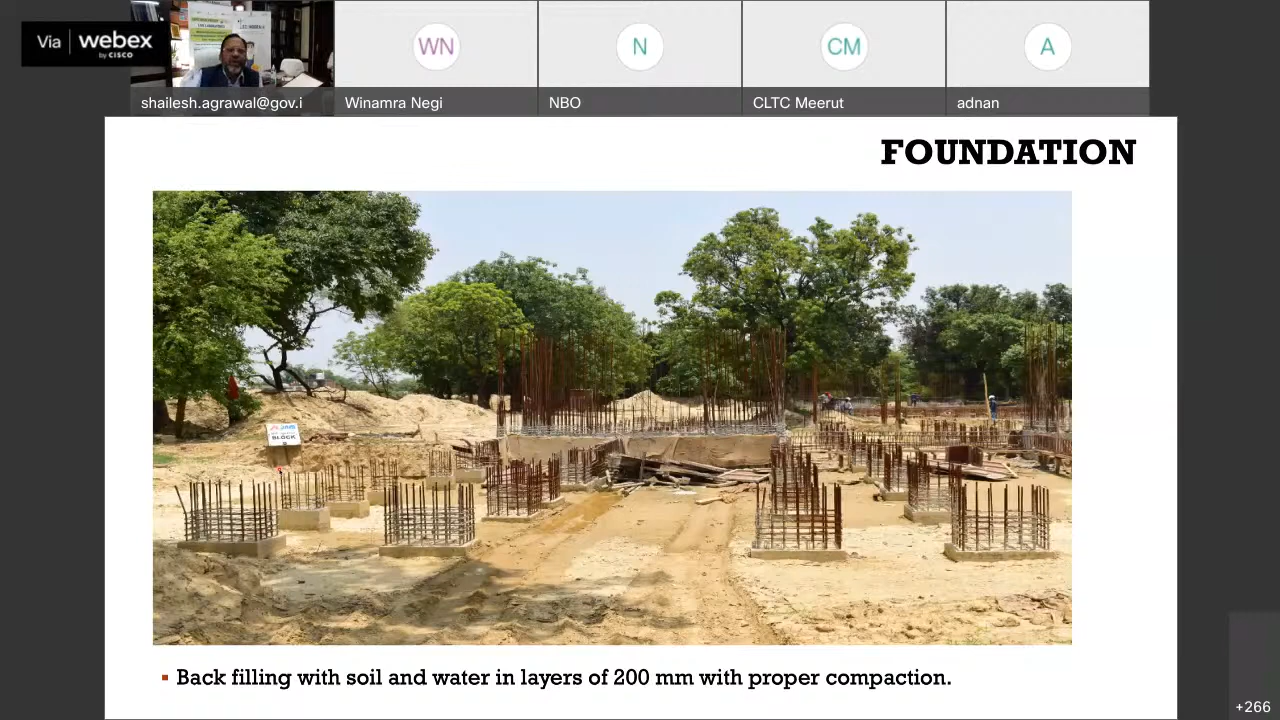 Via | webex
by CISCO
shailesh.agrawal@gov.i
WN
Winamra Negi
N
NBO
CM
CLTC Meerut
A
adnan
FOUNDATION
BLOCK
Back filling with soil and water in layers of 200 mm with proper compaction.
+266